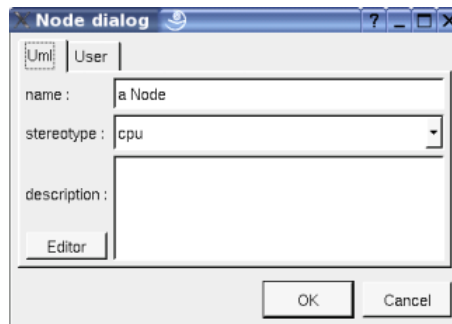 Node dialog ?
Uml User
name : a Node
stereotype : cpu
description :
Editor
OK Cancel